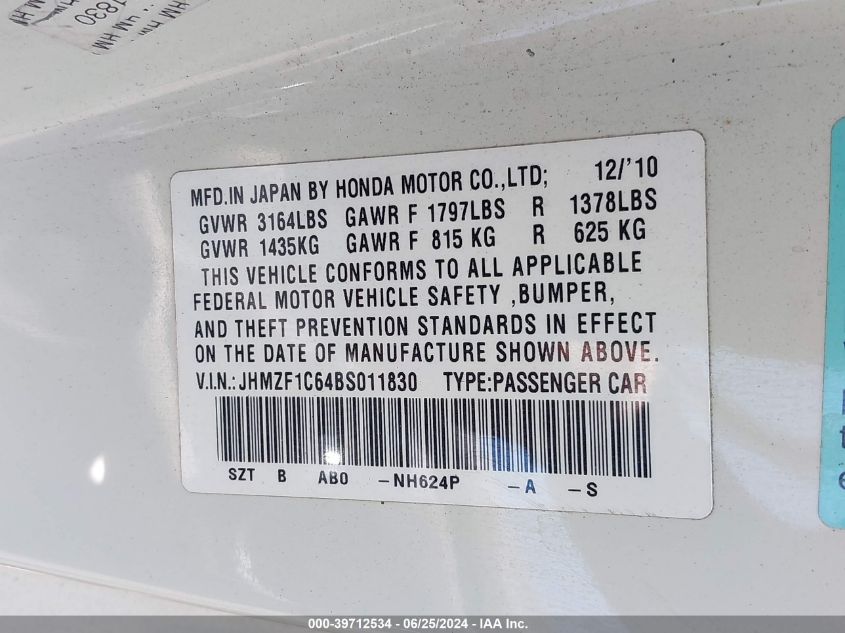 1830
HM HM
MFD.IN JAPAN BY HONDA MOTOR CO.,LTD; 12/'10
GVWR 3164LBS GAWR F 1797LBS R 1378LBS
GVWR 1435KG GAWR F 815 KG R 625 KG
THIS VEHICLE CONFORMS TO ALL APPLICABLE
FEDERAL MOTOR VEHICLE SAFETY ,BUMPER,
AND THEFT PREVENTION STANDARDS IN EFFECT
ON THE DATE OF MANUFACTURE SHOWN ABOVE.
V.I.N.:JHMZF1C64BS011830 TYPE:PASSENGER CAR
SZT B AB0 -NH624P -A -S
000-39712534 - 06/25/2024 - IAA Inc.